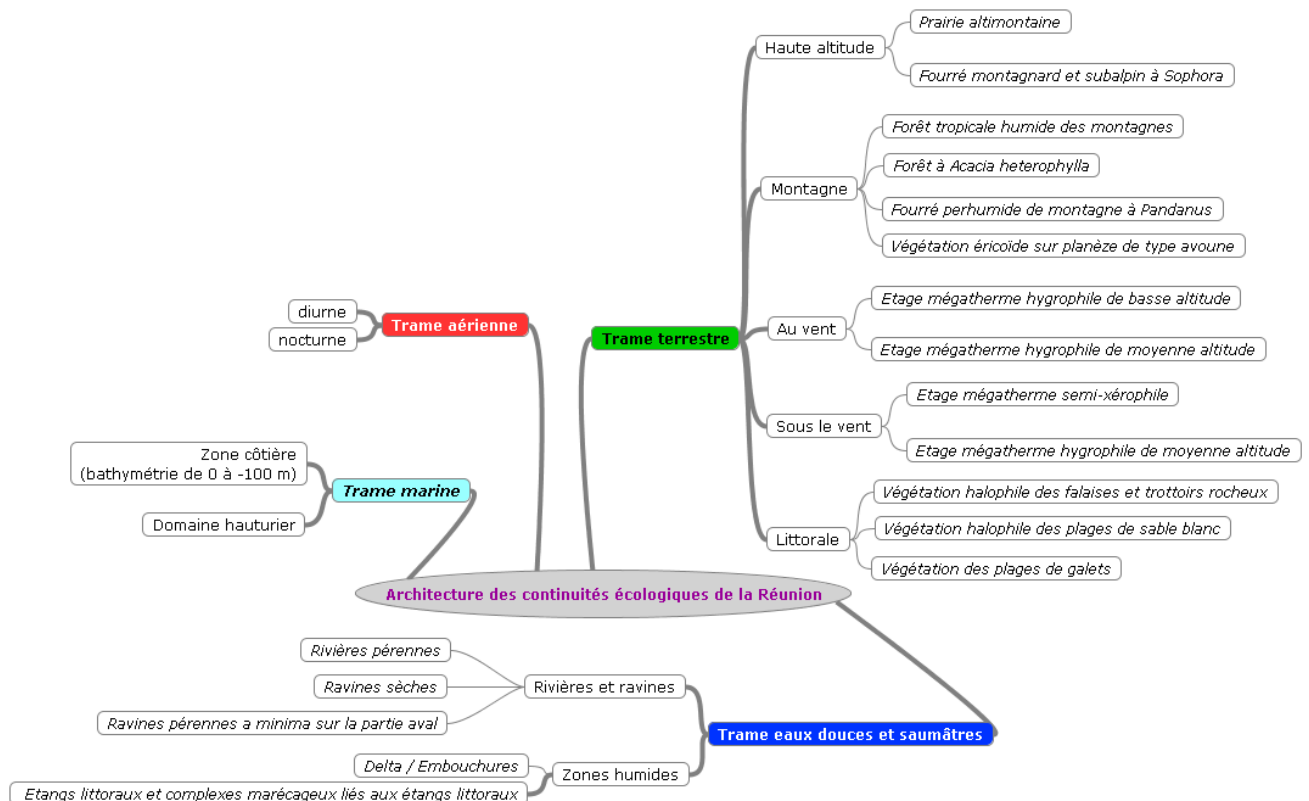 Prairie altimontaine
Haute altitude
Fourré montagnard et subalpin à Sophora
Forêt tropicale humide des montagnes
Forêt à Acacia heterophylla
Montagne
Fourré perhumide de montagne à Pandanus
Végétation éricoïde sur planèze de type avoune
Etage mégatherme hygrophile de basse altitude
Au vent
Etage mégatherme hygrophile de moyenne altitude
diurne
nocturne
Trame aérienne
Trame terrestre
Etage mégatherme semi-xérophile
Sous le vent
Etage mégatherme hygrophile de moyenne altitude
Zone côtière
(bathymétrie de 0 à -100 m)
Trame marine
Domaine hauturier
Végétation halophile des falaises et trottoirs rocheux
Végétation halophile des plages de sable blanc
Littorale
Végétation des plages de galets
Architecture des continuités écologiques de la Réunion
Rivières pérennes
Ravines sèches
Rivières et ravines
Ravines pérennes a minima sur la partie aval
Trame eaux douces et saumâtres
Delta / Embouchures
Zones humides
Etangs littoraux et complexes marécageux liés aux étangs littoraux